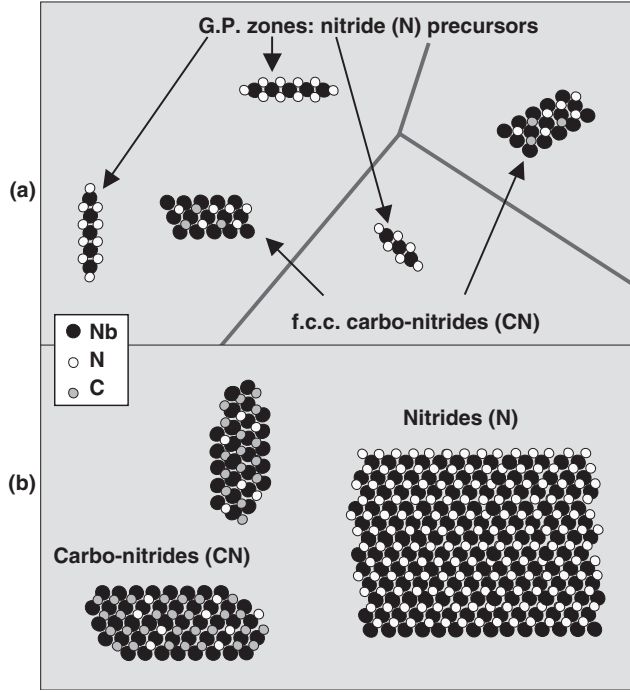 G.P. zones: nitride (N) precursors
(a)
f.c.c. carbo-nitrides (CN)
Nb
N
C
Nitrides (N)
(b)
Carbo-nitrides (CN)